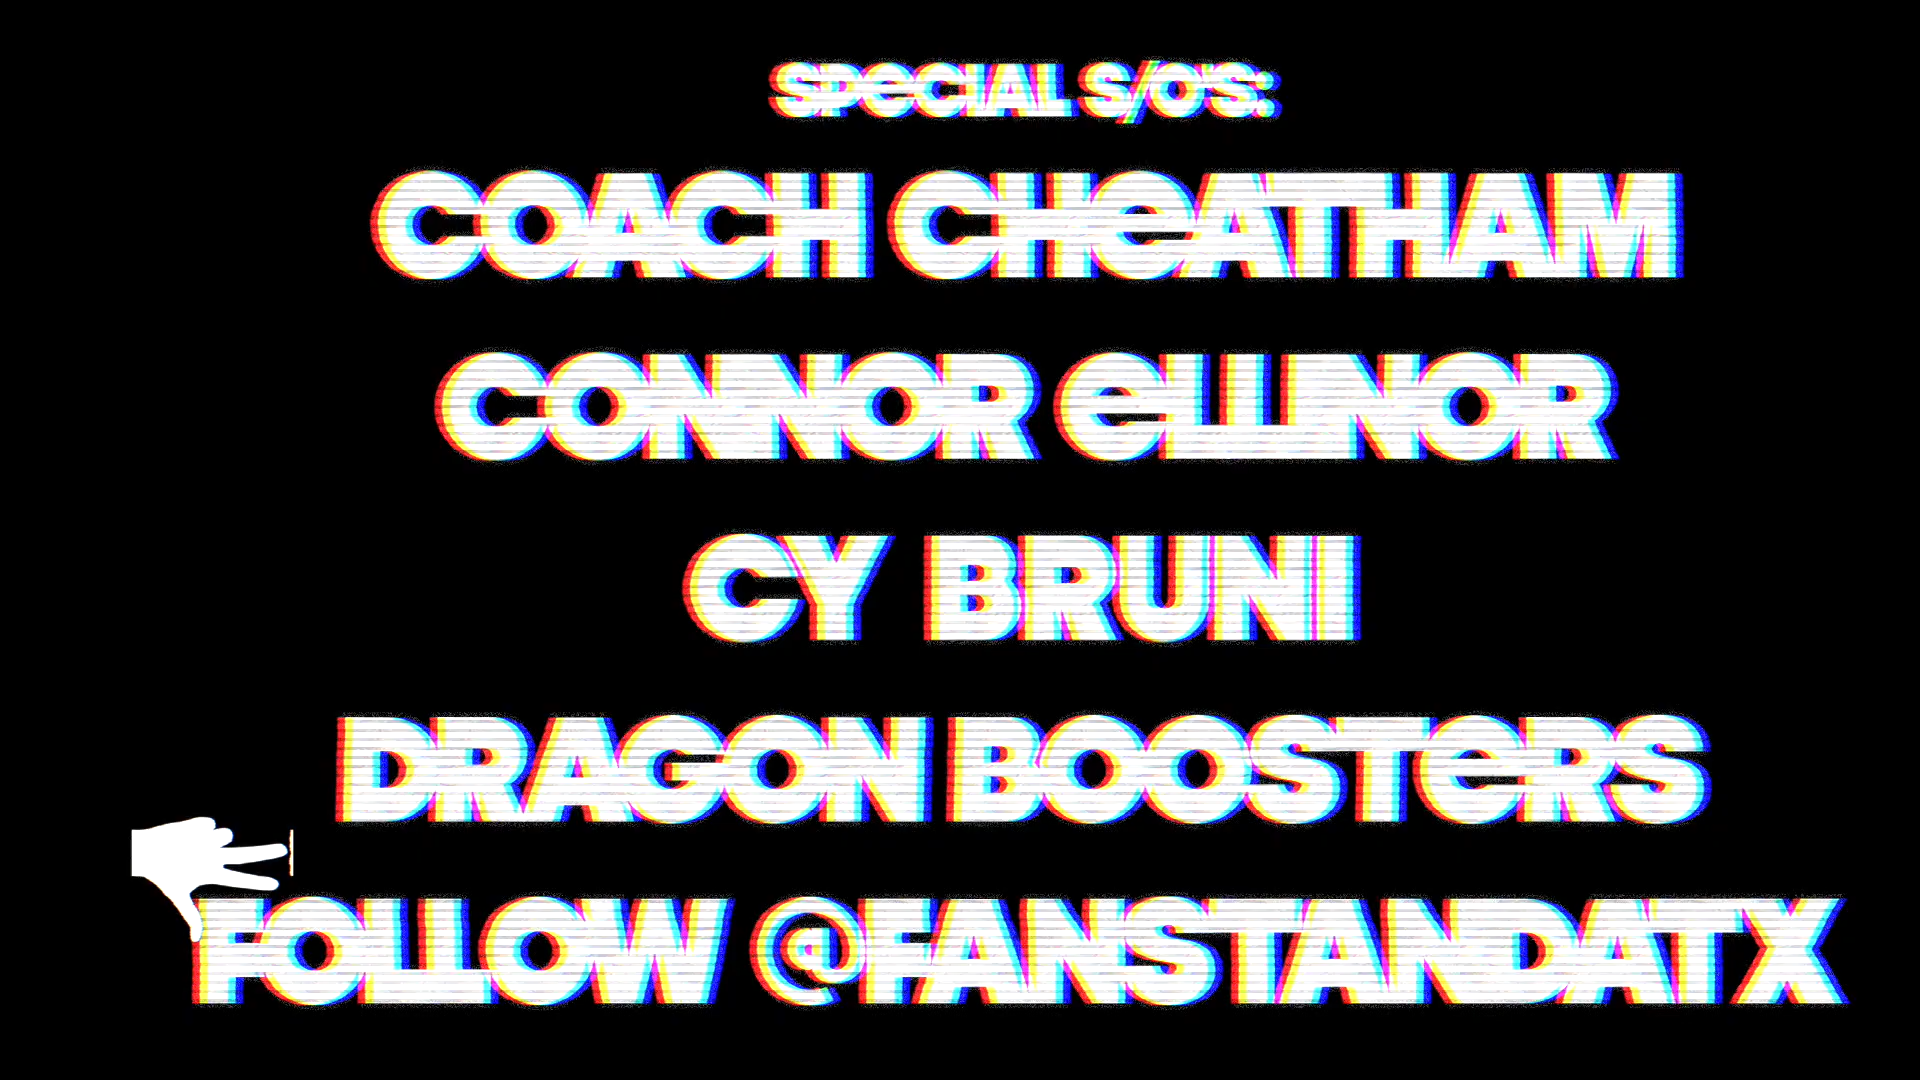 SPeCIAL S/O'S:
COACH CHeATHAM
CONNOR eLLINOR
CY BRUNI
DRAGON BOOSTeRS
FOLLOW @FANSTANDATX